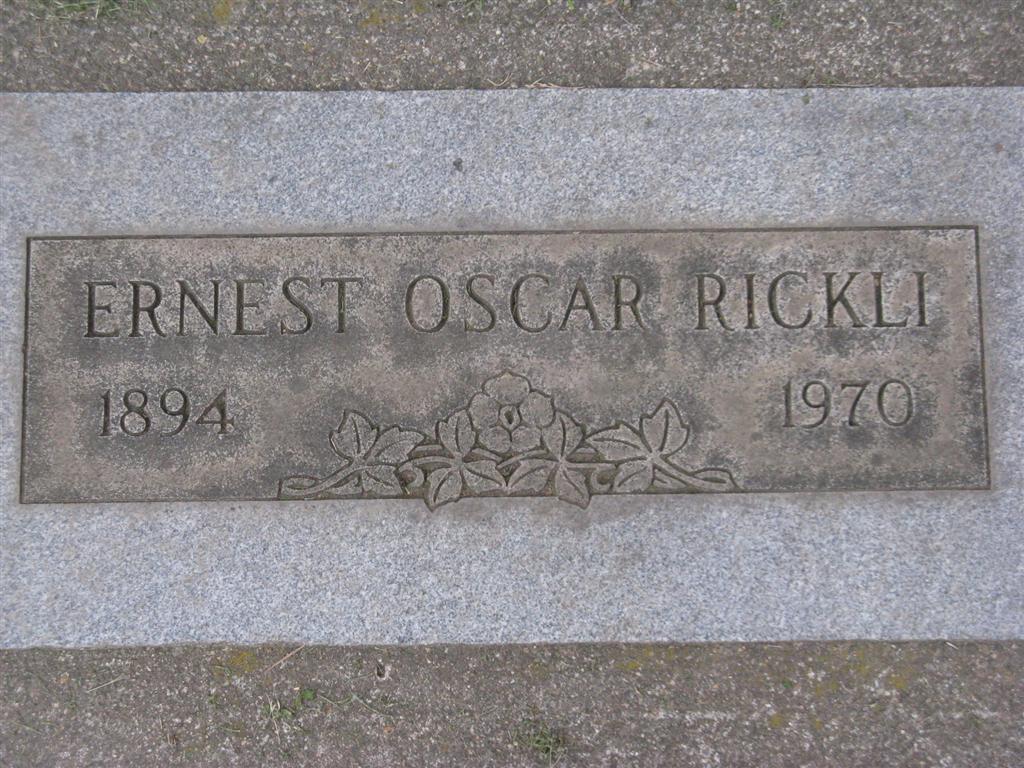 ERNEST OSCAR RICKLI
1894 1970